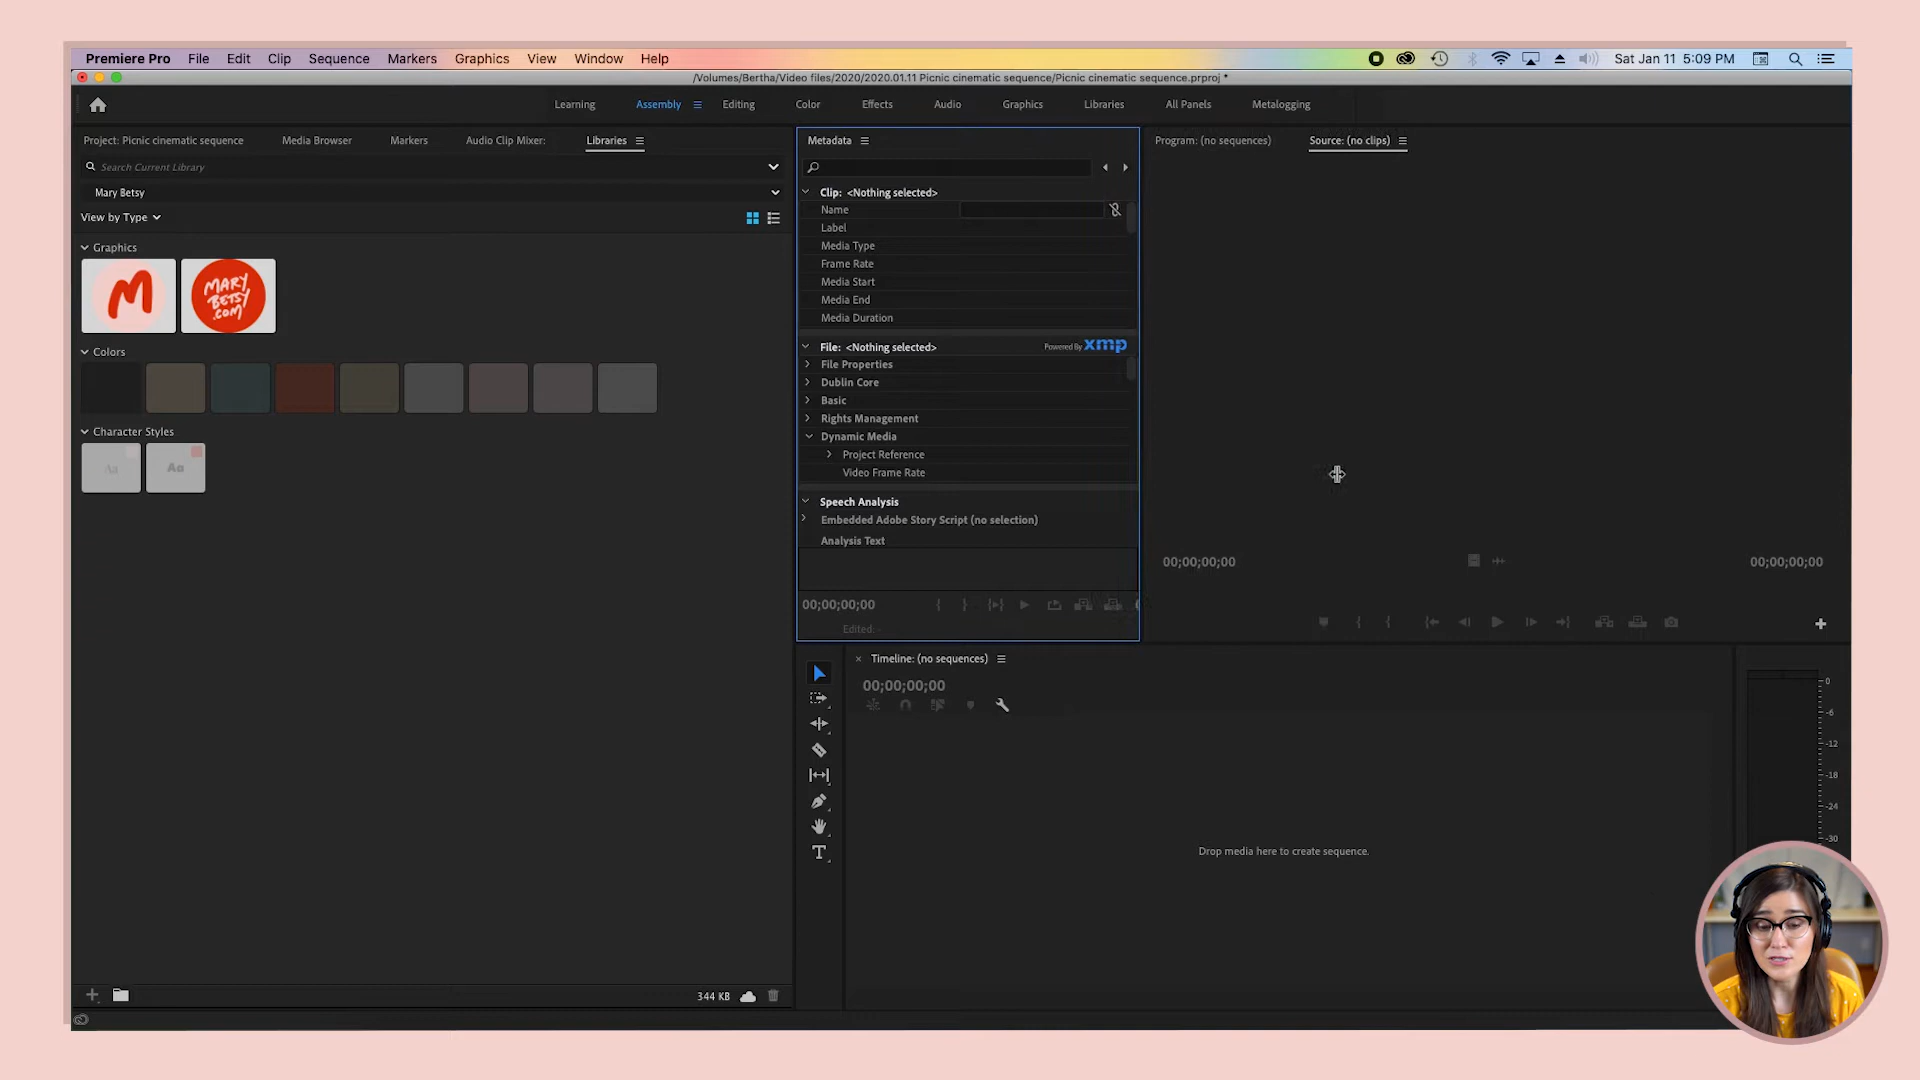 Premiere Pro File Edit Clip Sequence Markers Graphics View Window Help Sat Jan 11 5:09 PM
/Volumes/Bertha/Video files/2020/2020.01.11 Picnic cinematic sequence/Picnic cinematic sequence.prproj *
Learning Assembly Editing Color Effects Audio Graphics Libraries All Panels Metalogging
Project: Picnic cinematic sequence Media Browser Markers Audio Clip Mixer: Libraries
Search Current Library
Mary Betsy
View by Type
Graphics
M
MARY
BETSY
.COM
Colors
Character Styles
Aa Aa
344 KB
Metadata
Clip: <Nothing selected>
Name
Label
Media Type
Frame Rate
Media Start
Media End
Media Duration
File: <Nothing selected> Powered By xmp
File Properties
Dublin Core
Basic
Rights Management
Dynamic Media
Project Reference
Video Frame Rate
Speech Analysis
Embedded Adobe Story Script (no selection)
Analysis Text
00;00;00;00
Edited: -
Program: (no sequences) Source: (no clips)
00;00;00;00 00;00;00;00
Timeline: (no sequences)
00;00;00;00
Drop media here to create sequence.
0
-6
-12
-18
-24
-30